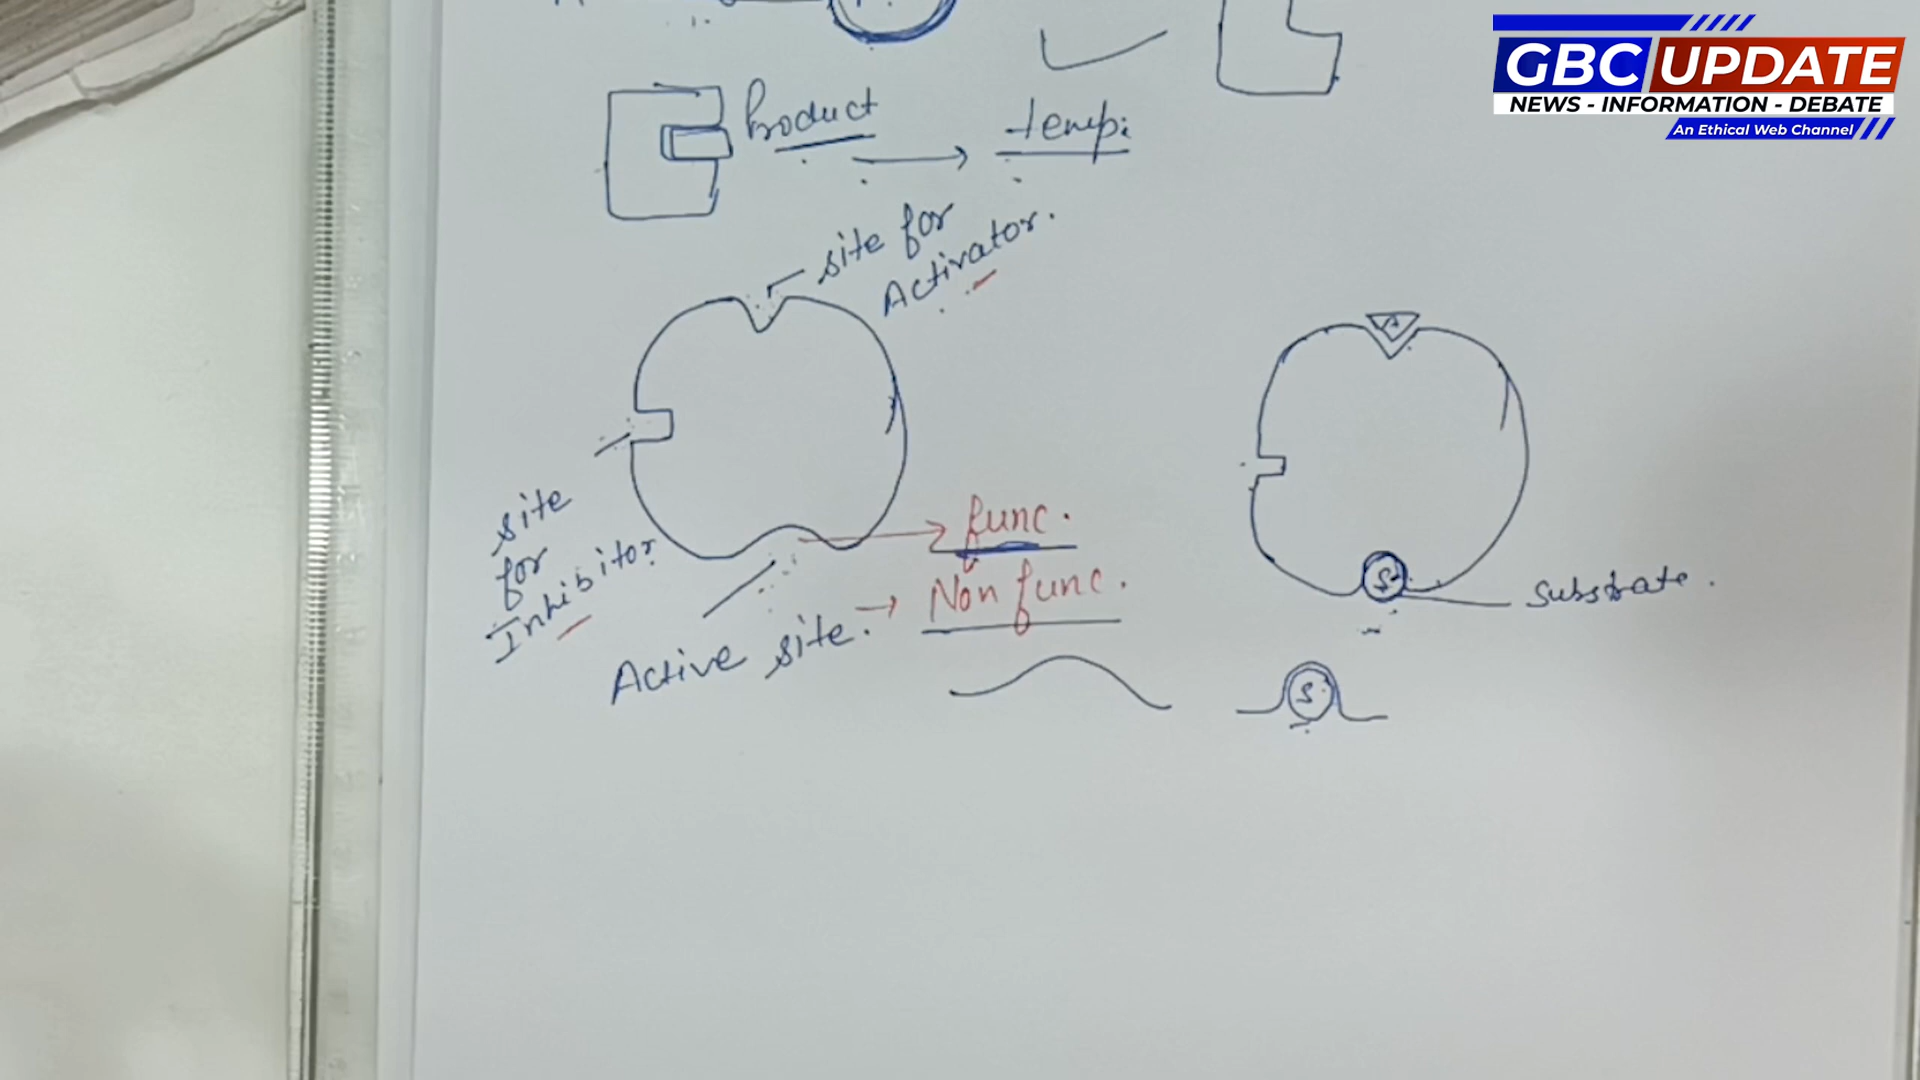 GBC UPDATE
NEWS - INFORMATION - DEBATE
An Ethical Web Channel
Product
temp:
site for
Activator.
site
for
Inhibitor.
func.
Non func.
Active site.
A
S
Substrate.
S